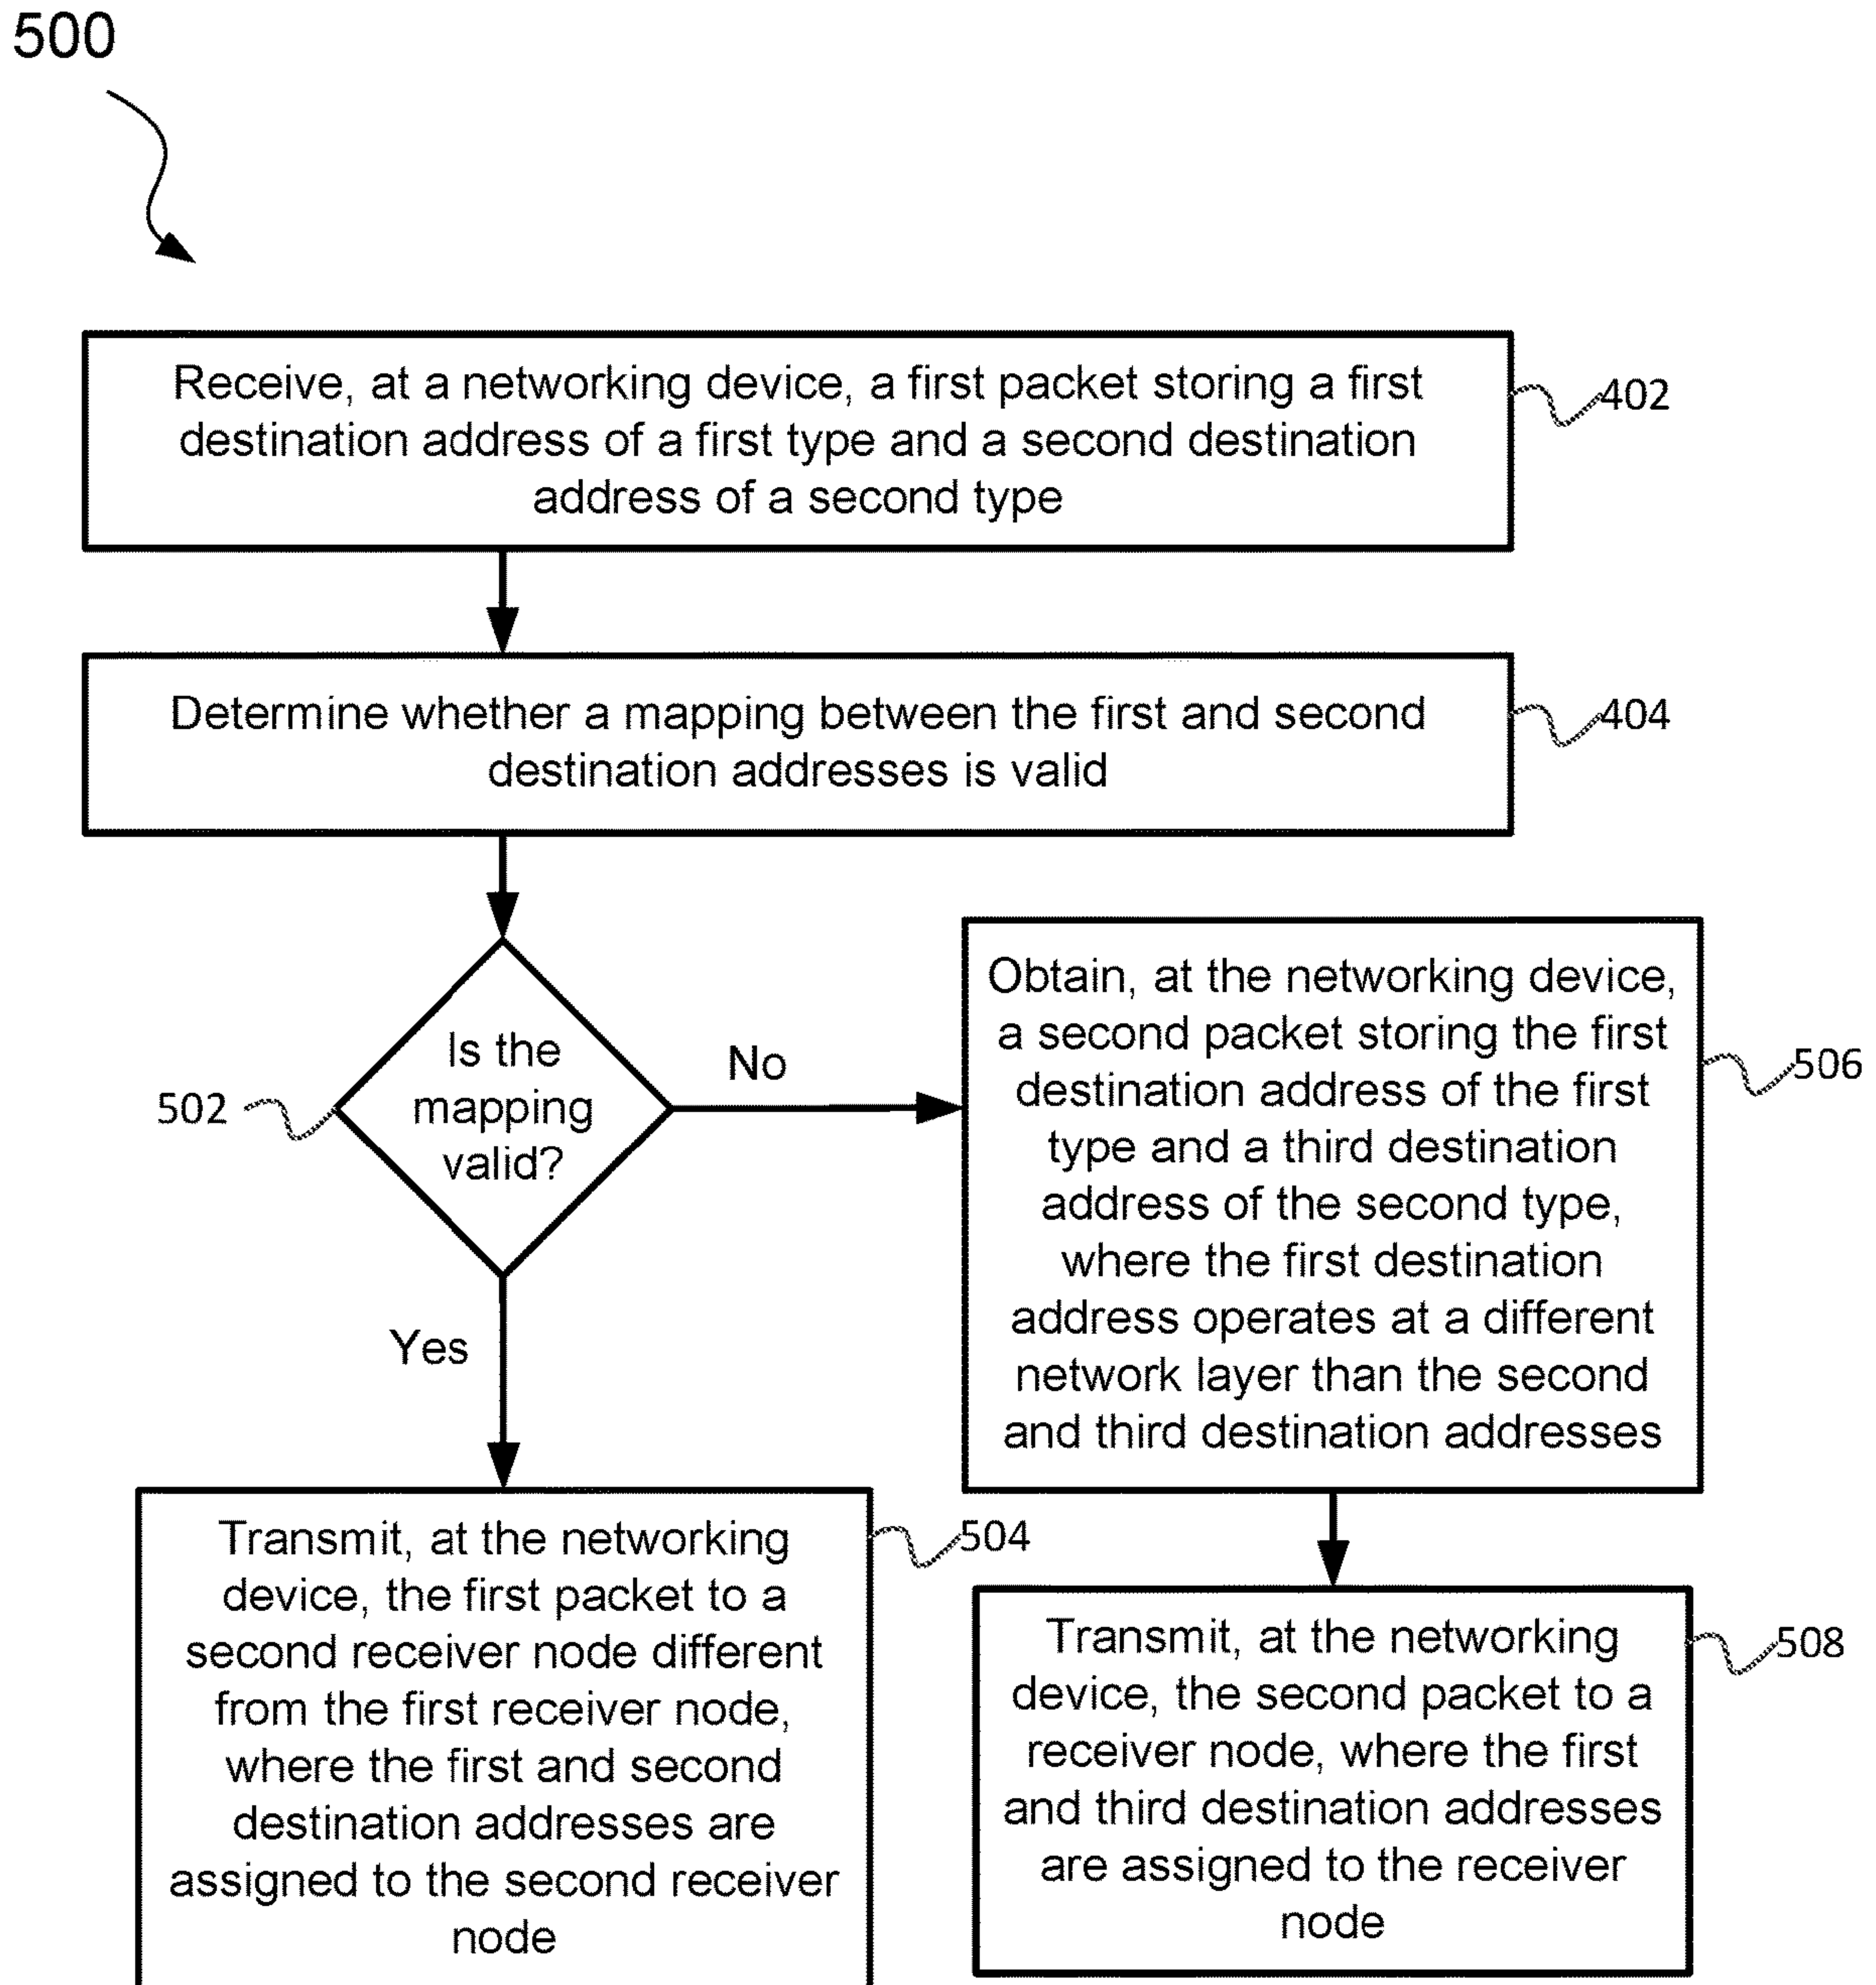 500
Receive, at a networking device, a first packet storing a first
destination address of a first type and a second destination
address of a second type
402
Determine whether a mapping between the first and second
destination addresses is valid
404
Is the
mapping
valid?
502
No
Obtain, at the networking device,
a second packet storing the first
destination address of the first
type and a third destination
address of the second type,
where the first destination
address operates at a different
network layer than the second
and third destination addresses
506
Yes
Transmit, at the networking
device, the first packet to a
second receiver node different
from the first receiver node,
where the first and second
destination addresses are
assigned to the second receiver
node
504
Transmit, at the networking
device, the second packet to a
receiver node, where the first
and third destination addresses
are assigned to the receiver
node
508